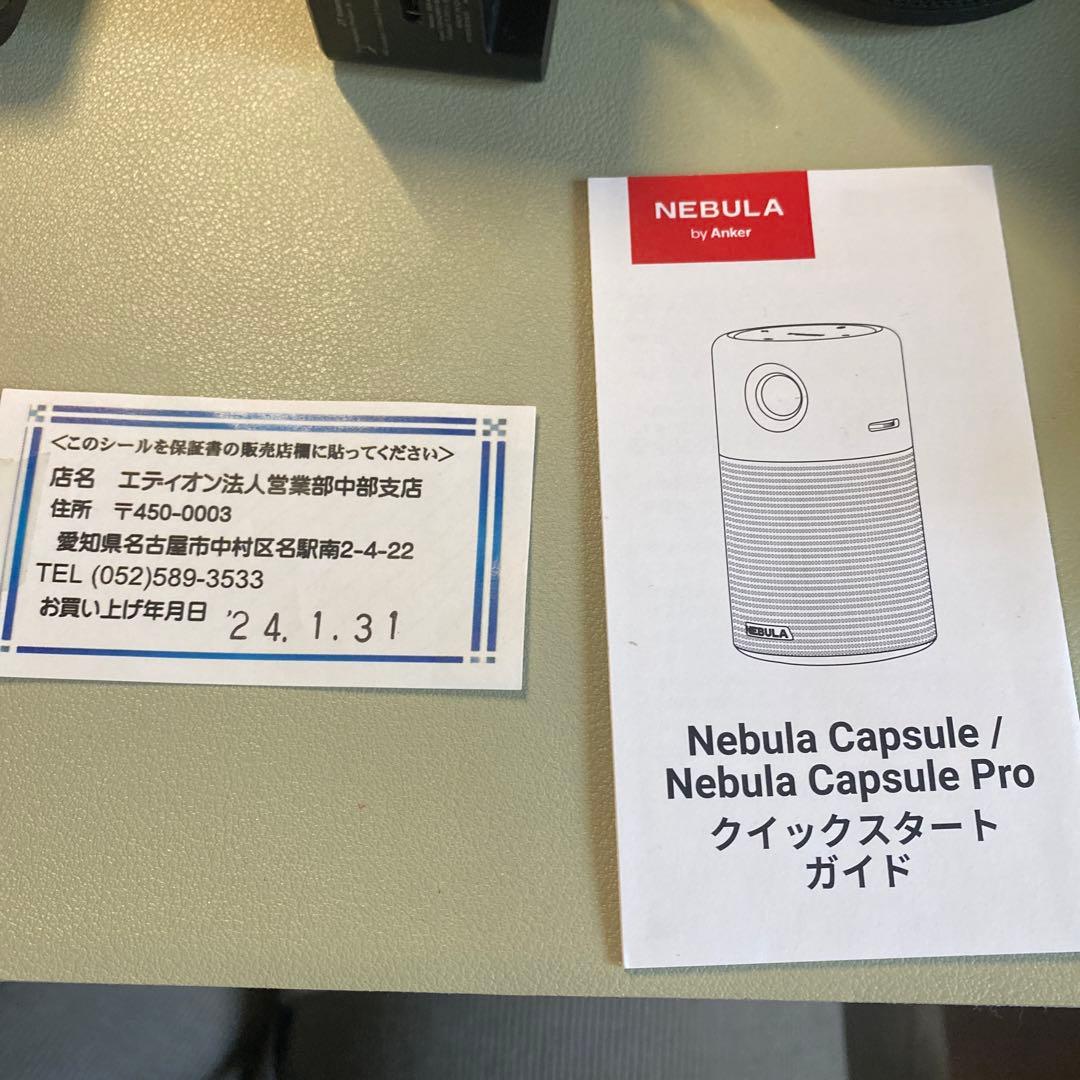 <このシールを保証書の販売店欄に貼ってください>
店名 エディオン法人営業部中部支店
住所 〒450-0003
愛知県名古屋市中村区名駅南2-4-22
TEL (052)589-3533
お買い上げ年月日 '24.1.31
NEBULA
by Anker
NEBULA
Nebula Capsule /
Nebula Capsule Pro
クイックスタート
ガイド